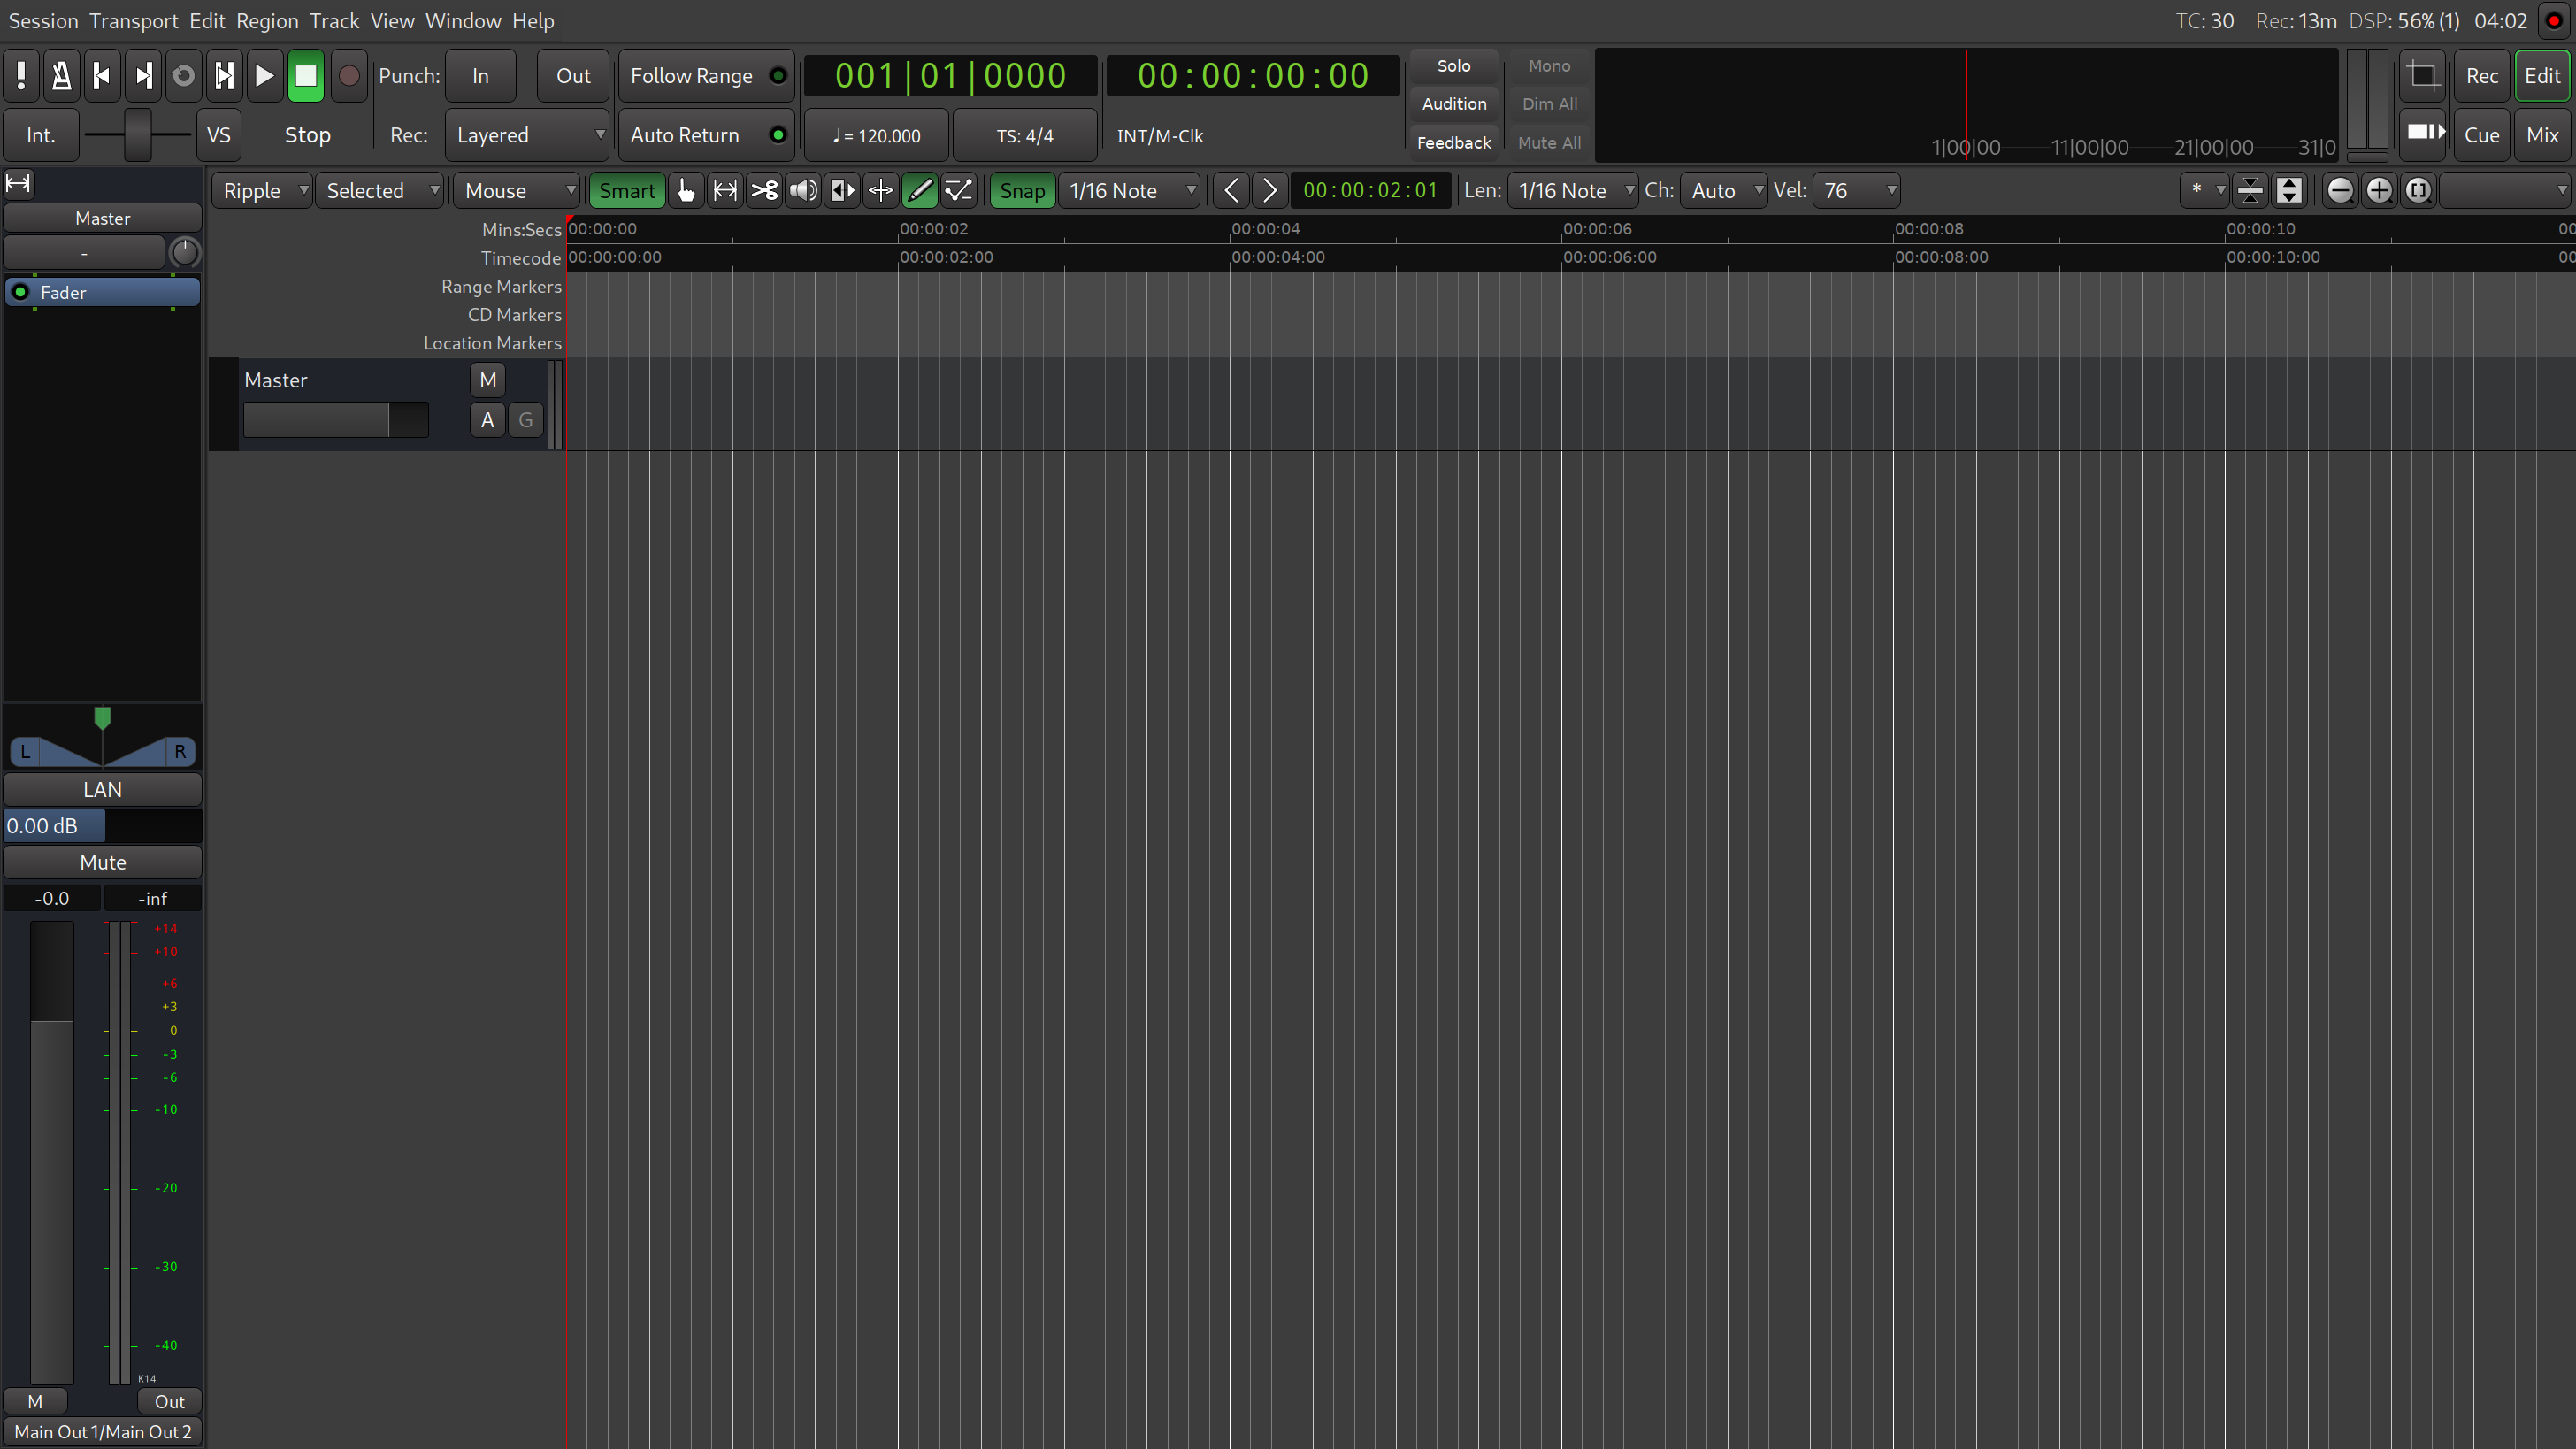 Session Transport Edit Region Track View Window Help
TC: 30 Rec: 13m DSP: 56% (1) 04:02
Punch: In Out Follow Range 001|01|0000 00:00:00:00 Solo Mono Rec Edit
Audition Dim All
Int. VS Stop Rec: Layered Auto Return ♩ = 120.000 TS: 4/4 INT/M-Clk Feedback Mute All Cue Mix
1|00|00 11|00|00 21|00|00 31|0
Ripple Selected Mouse Smart Snap 1/16 Note 00:00:02:01 Len: 1/16 Note Ch: Auto Vel: 76 *
Master
-
Fader
Mins:Secs 00:00:00 00:00:02 00:00:04 00:00:06 00:00:08 00:00:10 00
Timecode 00:00:00:00 00:00:02:00 00:00:04:00 00:00:06:00 00:00:08:00 00:00:10:00 00
Range Markers
CD Markers
Location Markers
Master M
A G
L R
LAN
0.00 dB
Mute
-0.0 -inf
+14
+10
+6
+3
0
-3
-6
-10
-20
-30
-40
K14
M Out
Main Out 1/Main Out 2